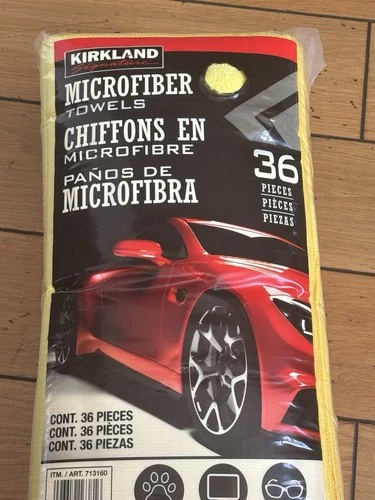 KIRKLAND
Signature
MICROFIBER
TOWELS
CHIFFONS EN
MICROFIBRE
PAÑOS DE
MICROFIBRA
36
PIECES
PIÈCES
PIEZAS
CONT. 36 PIECES
CONT. 36 PIÈCES
CONT. 36 PIEZAS
ITM. / ART. 713160